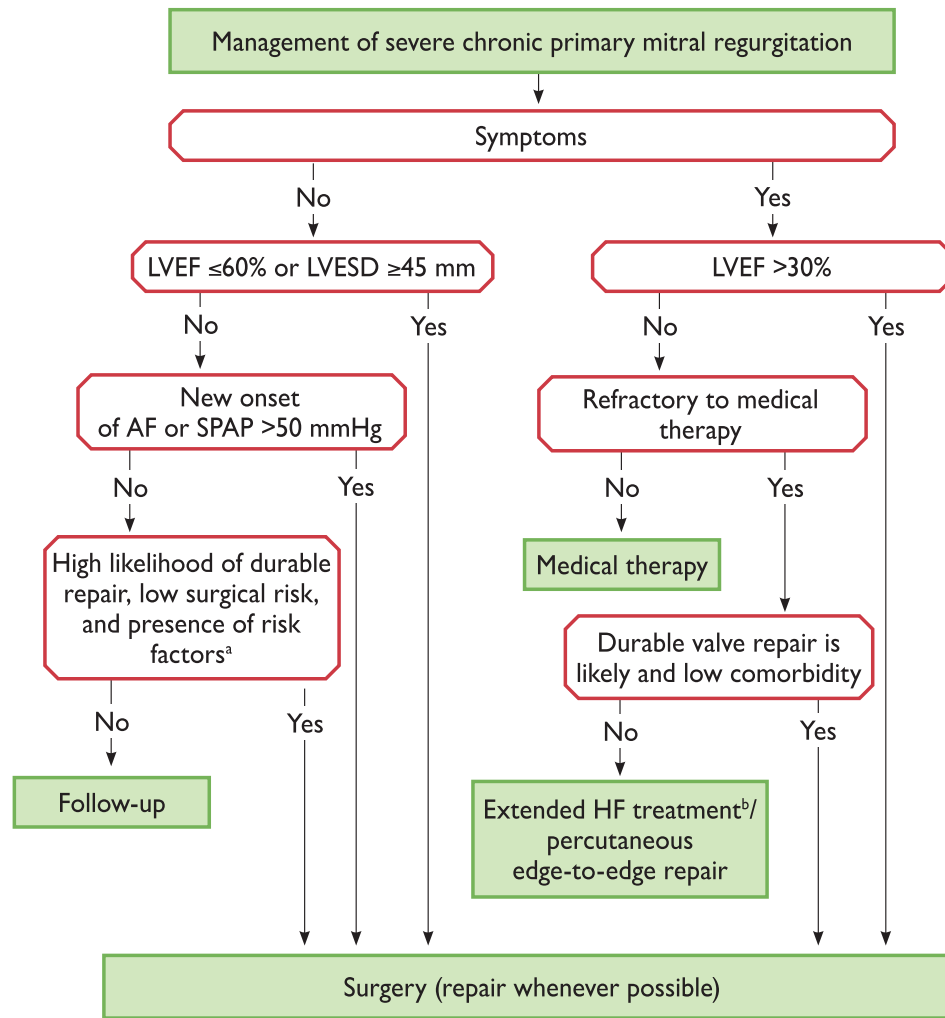 Management of severe chronic primary mitral regurgitation
Symptoms
No
Yes
LVEF ≤60% or LVESD ≥45 mm
LVEF >30%
No
Yes
No
Yes
New onset
of AF or SPAP >50 mmHg
Refractory to medical
therapy
No
Yes
No
Yes
High likelihood of durable
repair, low surgical risk,
and presence of risk
factorsᵃ
Medical therapy
Durable valve repair is
likely and low comorbidity
No
Yes
No
Yes
Follow-up
Extended HF treatmentᵇ/
percutaneous
edge-to-edge repair
Surgery (repair whenever possible)